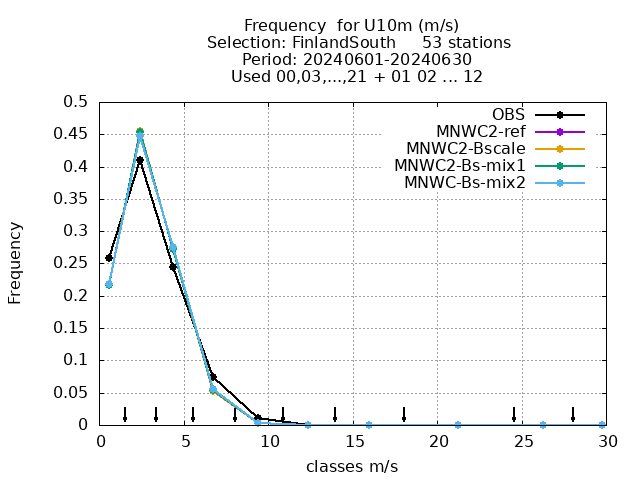 Frequency  for U10m (m/s)
Selection: FinlandSouth     53 stations
Period: 20240601-20240630
Used 00,03,...,21 + 01 02 ... 12
OBS
MNWC2-ref
MNWC2-Bscale
MNWC2-Bs-mix1
MNWC-Bs-mix2
0.5
0.45
0.4
0.35
0.3
0.25
0.2
0.15
0.1
0.05
0
Frequency
0 5 10 15 20 25 30
classes m/s